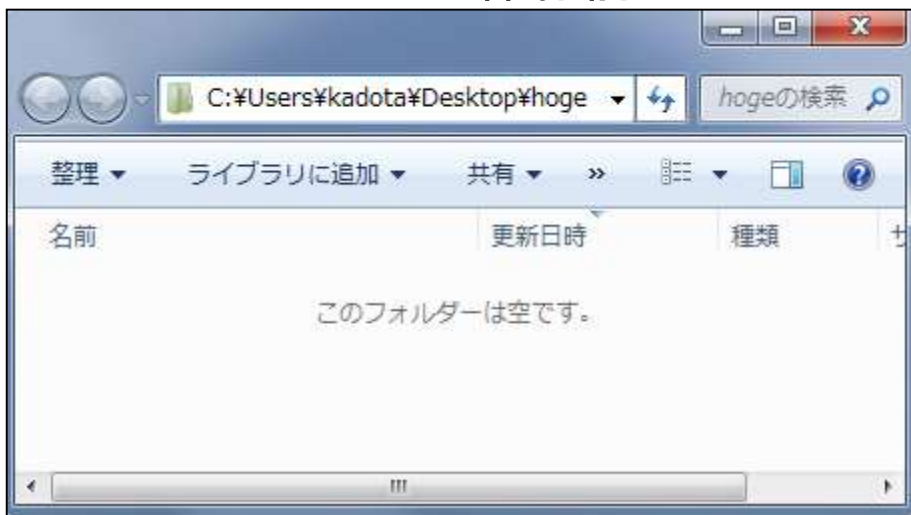 C:¥Users¥kadota¥Desktop¥hoge
hogeの検索
整理 ライブラリに追加 共有 »
名前 更新日時 種類 サ
このフォルダーは空です。